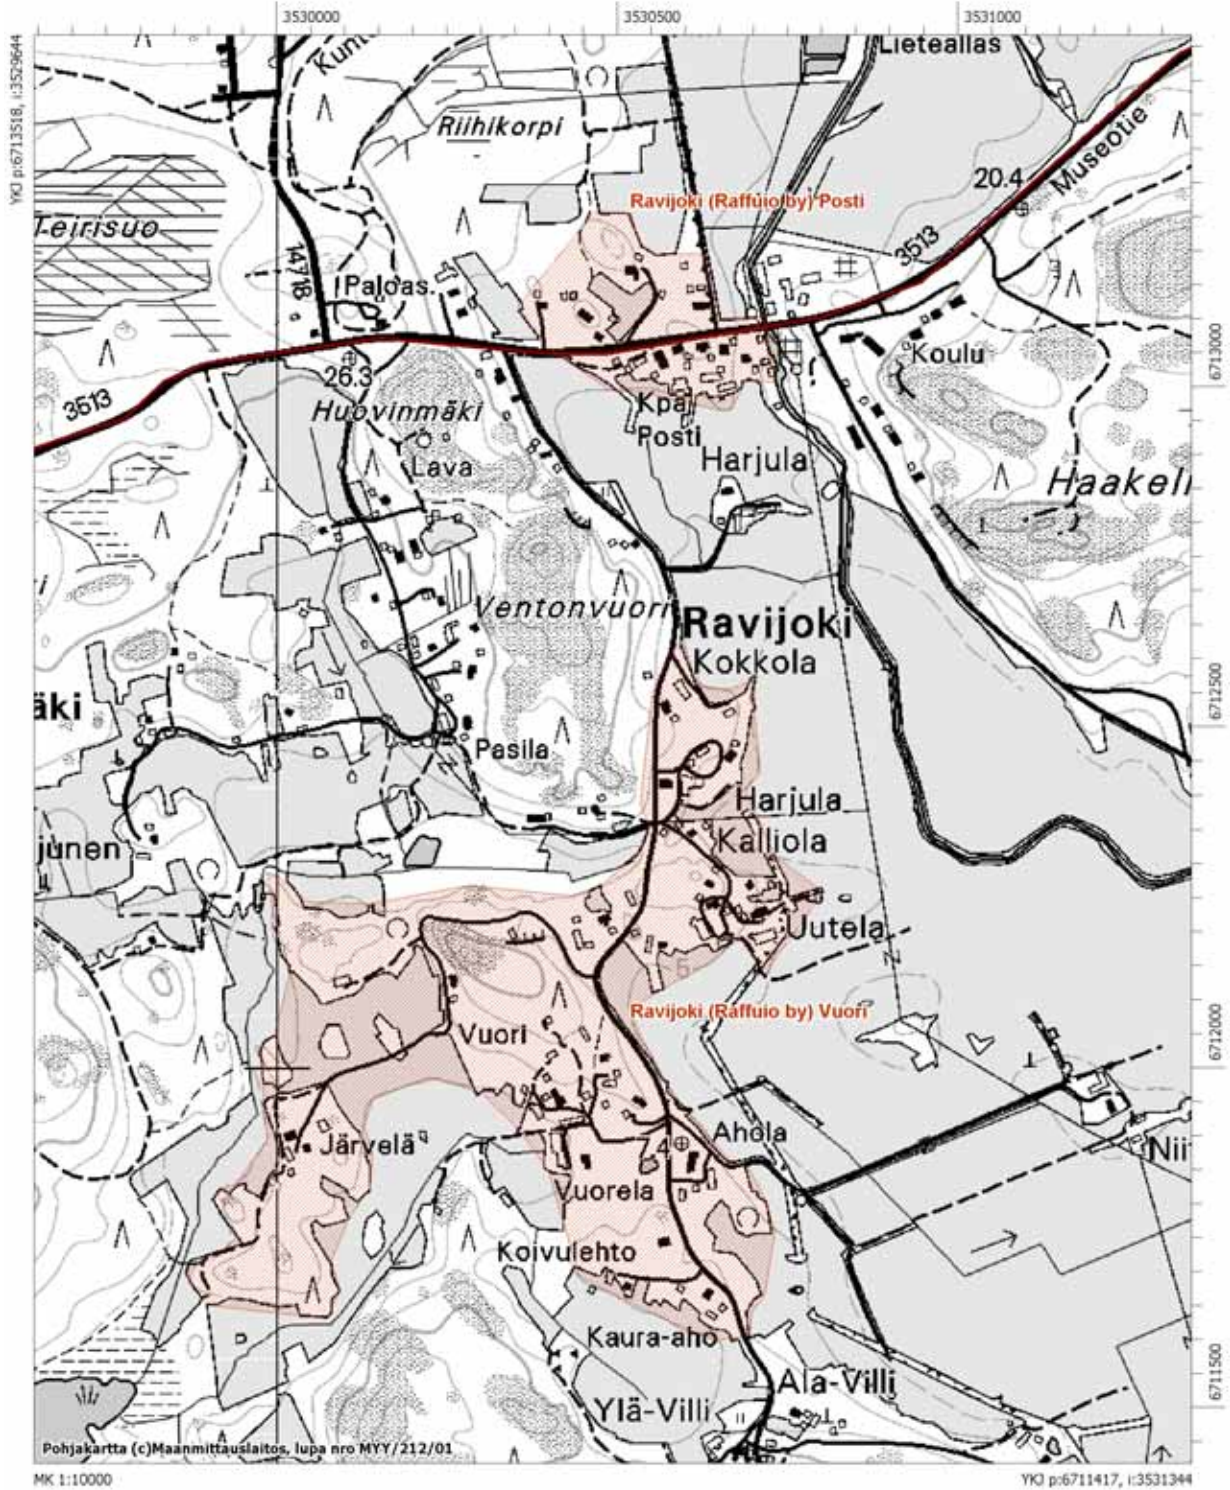 3530000
3530500
3531000
YKJ p:6713518, i:3529644
Lieteallas
Riihikorpi
Museotie
20.4
Ravijoki (Raffuio by) Posti
Teirisuo
3513
14718
Paloas.
6713000
Koulu
26.3
3513
Huovinmäki
Kpa
Posti
Lava
Harjula
Haakeli
Ventonvuori
Ravijoki
Kokkola
6712500
äki
Pasila
Harjula
Kalliola
junen
Uutela
5
Ravijoki (Raffuio by) Vuori
Vuori
6712000
Ahola
Järvelä
7.4
Nii
Vuorela
Koivulehto
Kaura-aho
6711500
Ala-Villi
Ylä-Villi
Pohjakartta (c)Maanmittauslaitos, lupa nro MYY/212/01
MK 1:10000
YKJ p:6711417, i:3531344